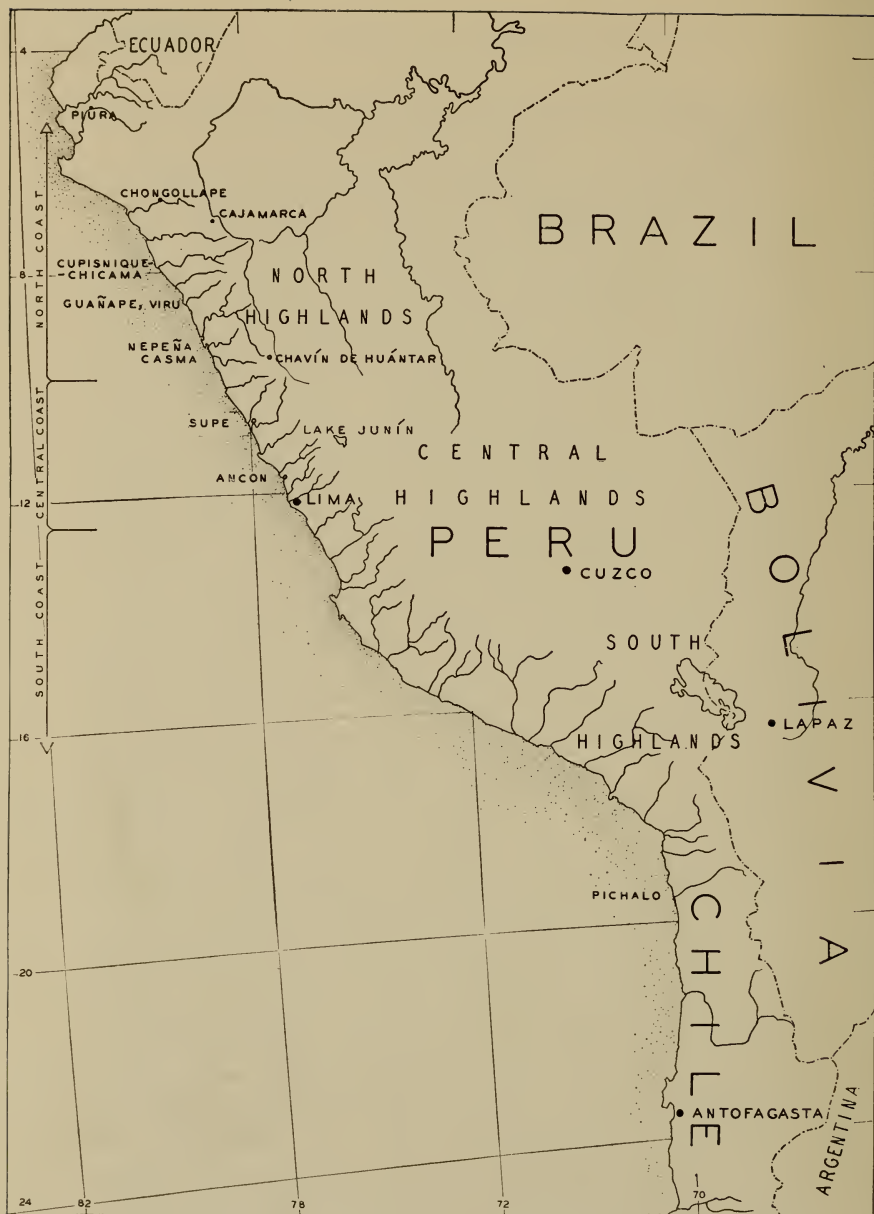 4
ECUADOR
PIURA
CHONGOLLAPE
CAJAMARCA
BRAZIL
NORTH COAST
CUPISNIQUE-
-CHICAMA
8
NORTH
HIGHLANDS
GUAÑAPE, VIRU
NEPEÑA
CASMA
CHAVÍN DE HUÁNTAR
CENTRAL COAST
SUPE
LAKE JUNÍN
CENTRAL
HIGHLANDS
ANCON
12
LIMA
PERU
CUZCO
BOLIVIA
SOUTH COAST
SOUTH
HIGHLANDS
16
LAPAZ
PICHALO
CHILE
20
ANTOFAGASTA
ARGENTINA
24
82
78
72
70